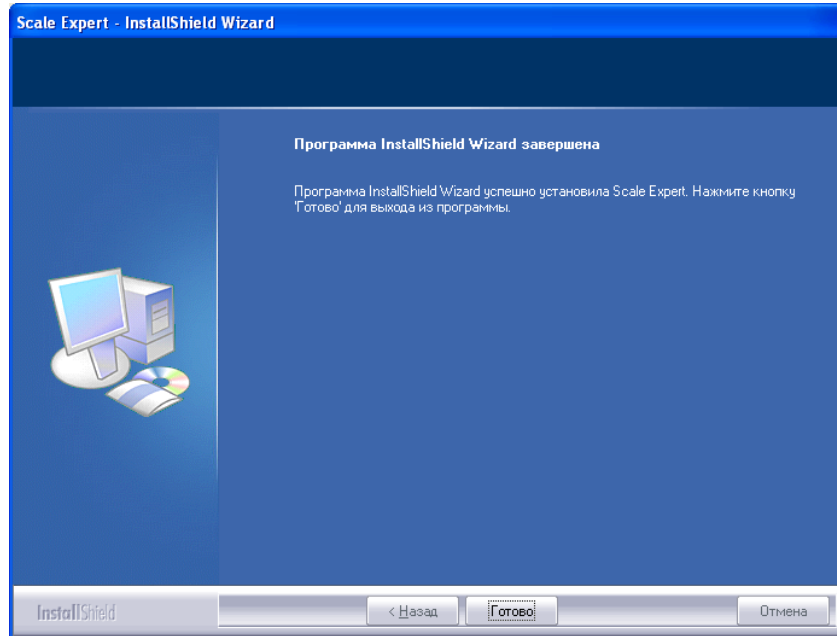 Scale Expert - InstallShield Wizard
Программа InstallShield Wizard завершена
Программа InstallShield Wizard успешно установила Scale Expert. Нажмите кнопку
'Готово' для выхода из программы.
InstallShield
< Назад
Готово
Отмена